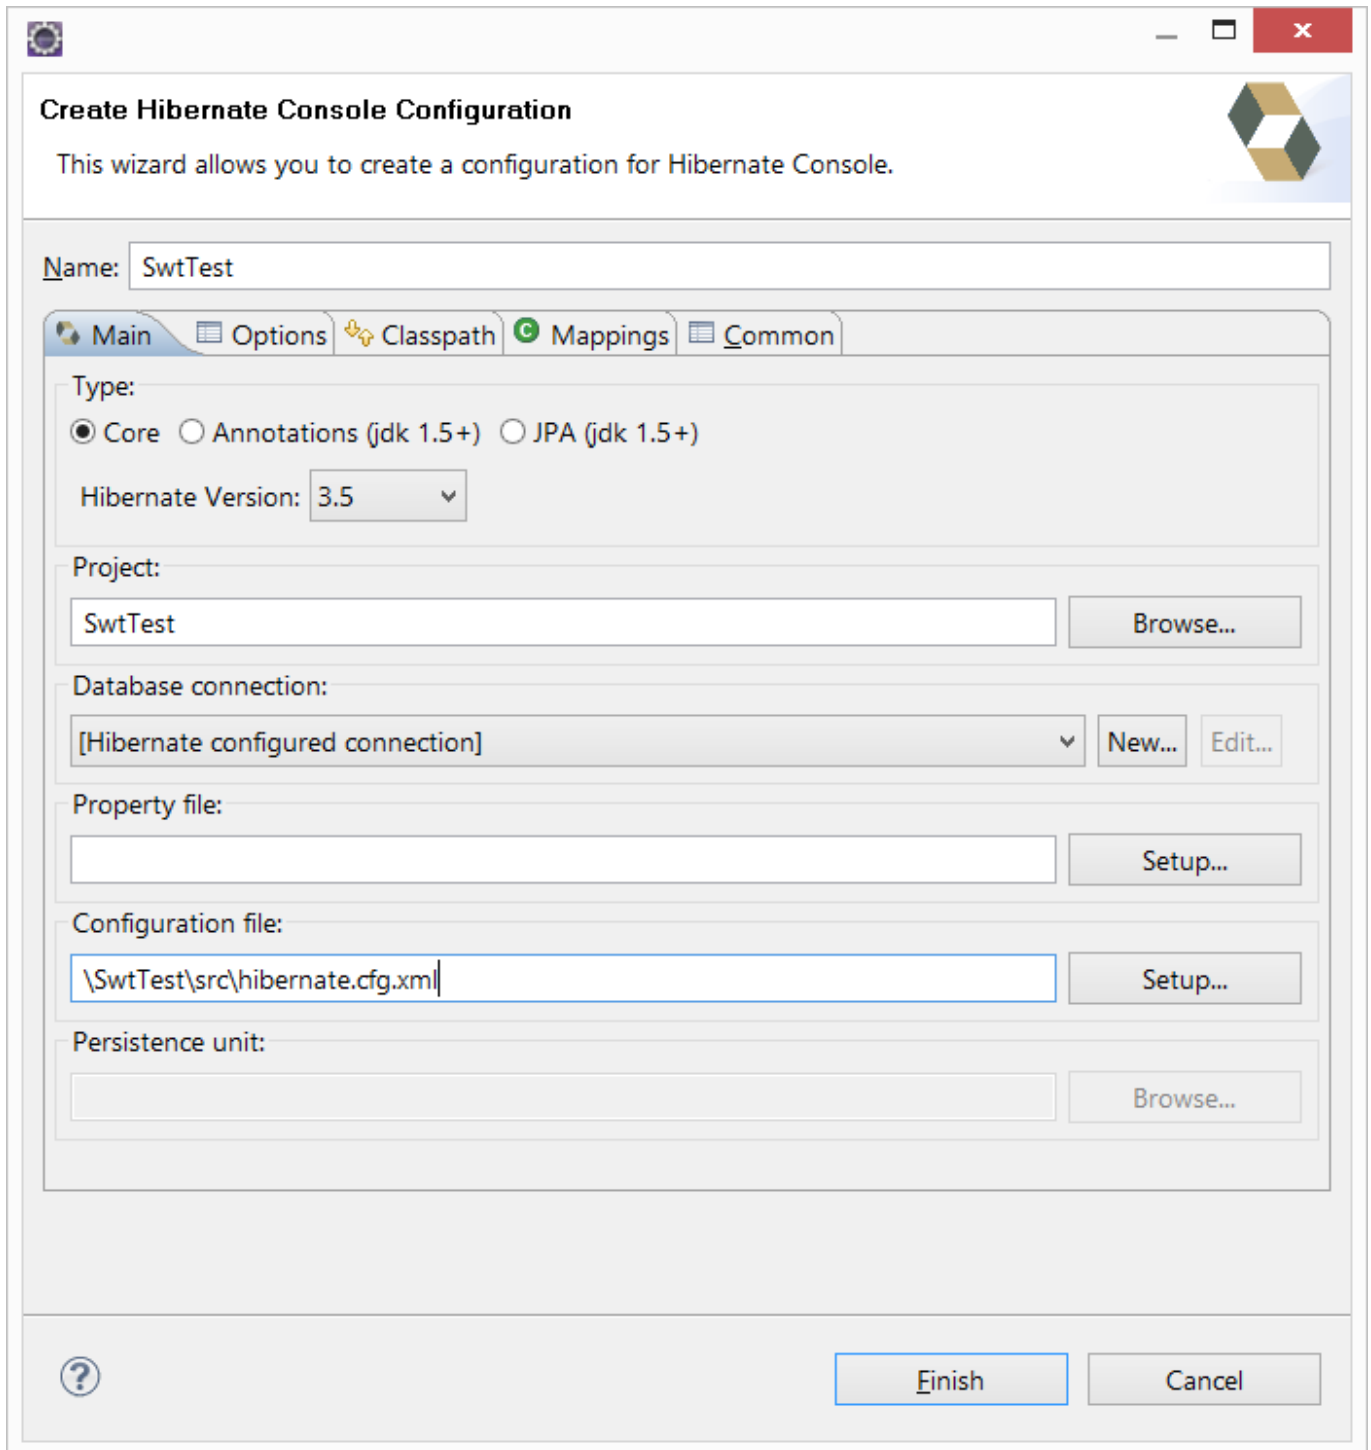 Create Hibernate Console Configuration
This wizard allows you to create a configuration for Hibernate Console.
Name: SwtTest
Main Options Classpath C Mappings Common
Type:
Core Annotations (jdk 1.5+) JPA (jdk 1.5+)
Hibernate Version: 3.5
Project:
SwtTest Browse...
Database connection:
[Hibernate configured connection] New... Edit...
Property file:
Setup...
Configuration file:
\SwtTest\src\hibernate.cfg.xml Setup...
Persistence unit:
Browse...
? Finish Cancel